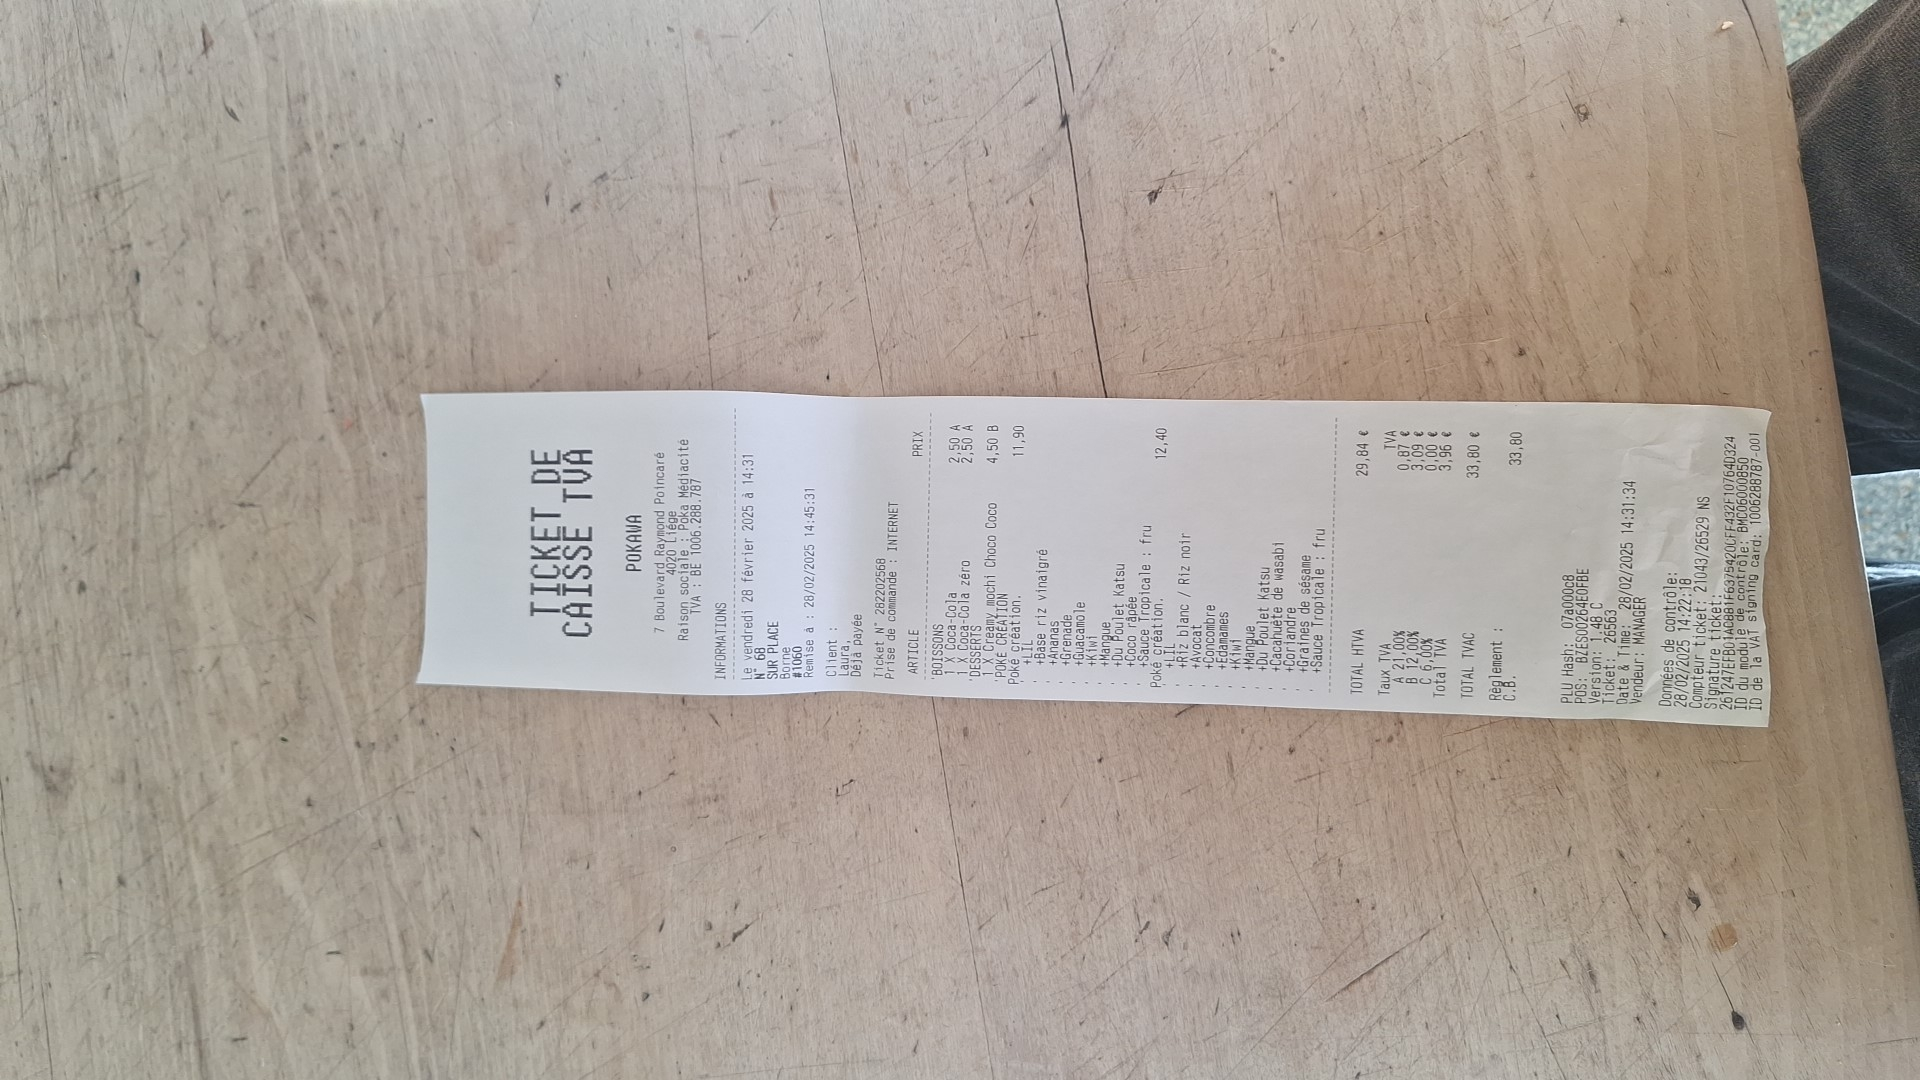 TICKET DE
CAISSE TVA
POKAWA
7 Boulevard Raymond Poincaré
4020 Liège
Raison sociale : Poka Médiacité
TVA : BE 1006.288.787
INFORMATIONS
Le vendredi 28 février 2025 à 14:31
N° 68
SUR PLACE
Borne
#1060
Remise à : 28/02/2025 14:45:31
Client :
Laura,
Déjà payée
Ticket N° 282202568
Prise de commande : INTERNET
ARTICLE PRIX
'BOISSONS
1 X Coca-Cola 2,50 A
1 X Coca-Cola zéro 2,50 A
'DESSERTS
1 X Creamy mochi Choco Coco 4,50 B
'POKE CREATION
Poké création. 11,90
. +LIL
. +Base riz vinaigré
. +Ananas
. +Grenade
. +Guacamole
. +Kiwi
. +Mangue
. +Du Poulet Katsu
. +Coco râpée
. +Sauce Tropicale : fru
Poké création. 12,40
. +LIL
. +Riz blanc / Riz noir
. +Avocat
. +Concombre
. +Edamames
. +Kiwi
. +Mangue
. +Du Poulet Katsu
. +Cacahuète de wasabi
. +Coriandre
. +Graines de sésame
. +Sauce Tropicale : fru
TOTAL HTVA 29,84 €
Taux TVA TVA
A 21,00% 0,87 €
B 12,00% 3,09 €
C 6,00% 0,00 €
Total TVA 3,96 €
TOTAL TVAC 33,80 €
Règlement :
C.B. 33,80
PLU Hash: 07a000c8
POS: B7ESO0264E0FBE
Version: 1.48 C
Ticket: 26563
Date & Time: 28/02/2025 14:31:34
Vendeur: MANAGER
Données de contrôle:
28/02/2025 14:22:18
Compteur ticket: 21043/26529 NS
Signature ticket:
ID du module de contrôle: BMC06000850
ID de la VAT signing card: 1006288787-001